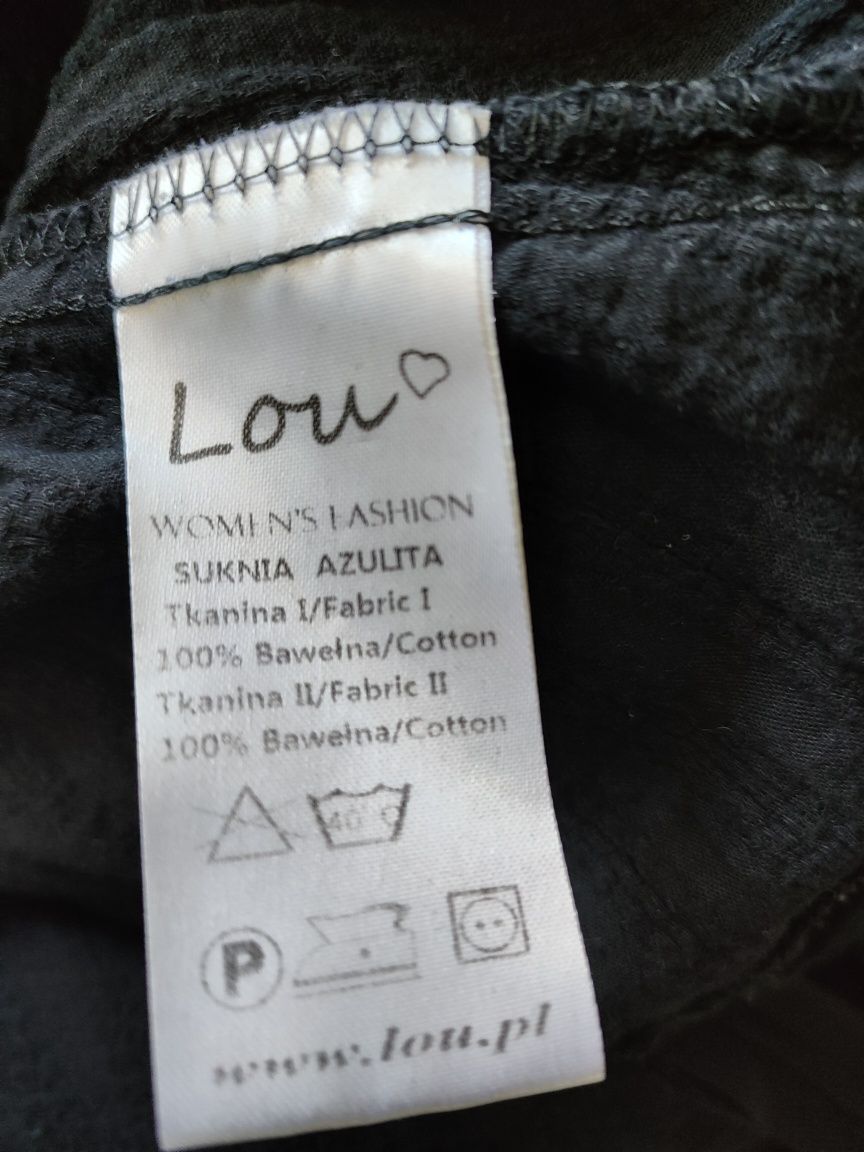 Lou
WOMEN'S FASHION
SUKNIA AZULITA
Tkanina I/Fabric I
100% Bawełna/Cotton
Tkanina II/Fabric II
100% Bawełna/Cotton
40 C
P
www.lou.pl